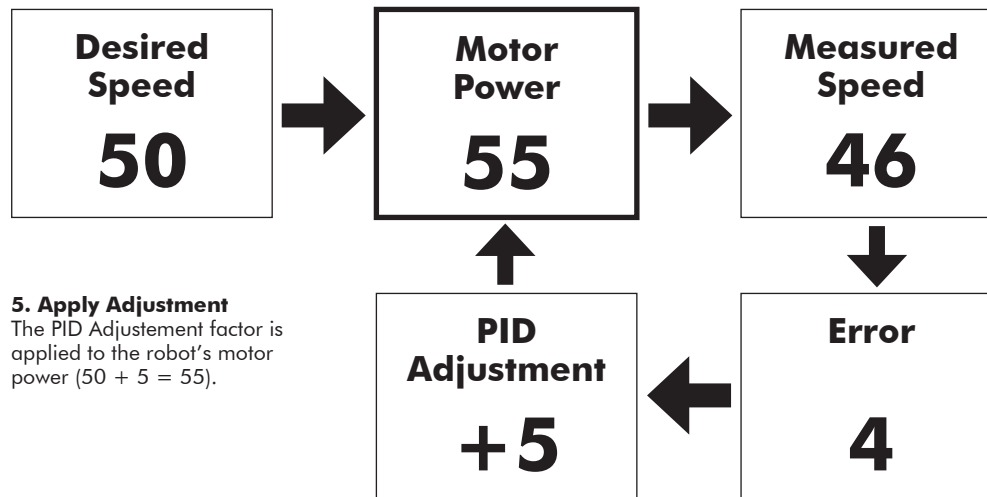 Desired
Speed
50
Motor
Power
55
Measured
Speed
46
5. Apply Adjustment
The PID Adjustement factor is
applied to the robot’s motor
power (50 + 5 = 55).
PID
Adjustment
+5
Error
4